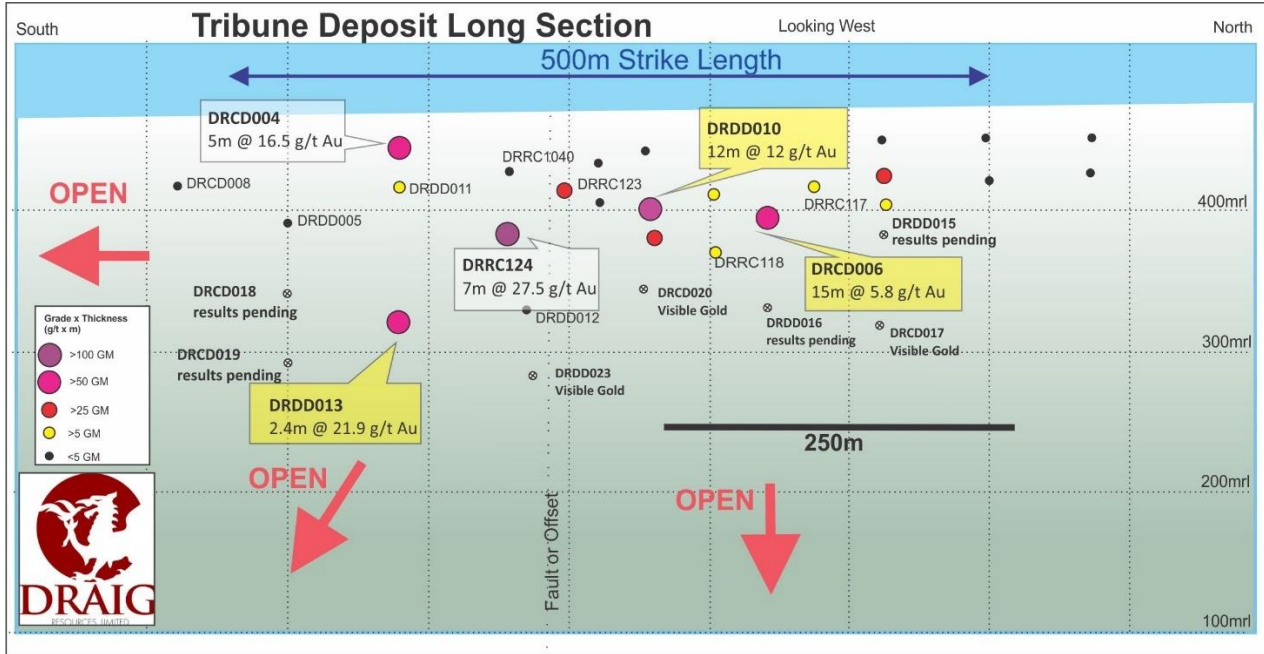 South
Tribune Deposit Long Section
Looking West
North
500m Strike Length
DRCD004
5m @ 16.5 g/t Au
DRDD010
12m @ 12 g/t Au
DRRC1040
DRCD008
DRDD011
DRRC123
DRRC117
OPEN
400mrl
DRDD005
DRDD015
results pending
DRRC124
7m @ 27.5 g/t Au
DRRC118
DRCD006
15m @ 5.8 g/t Au
DRCD018
results pending
DRCD020
Visible Gold
DRDD012
DRDD016
results pending
DRCD017
Visible Gold
Grade x Thickness
(g/t x m)
>100 GM
>50 GM
>25 GM
>5 GM
<5 GM
DRCD019
results pending
300mrl
DRDD023
Visible Gold
DRDD013
2.4m @ 21.9 g/t Au
250m
OPEN
OPEN
Fault or Offset
200mrl
DRAIG
RESOURCES LIMITED
100mrl